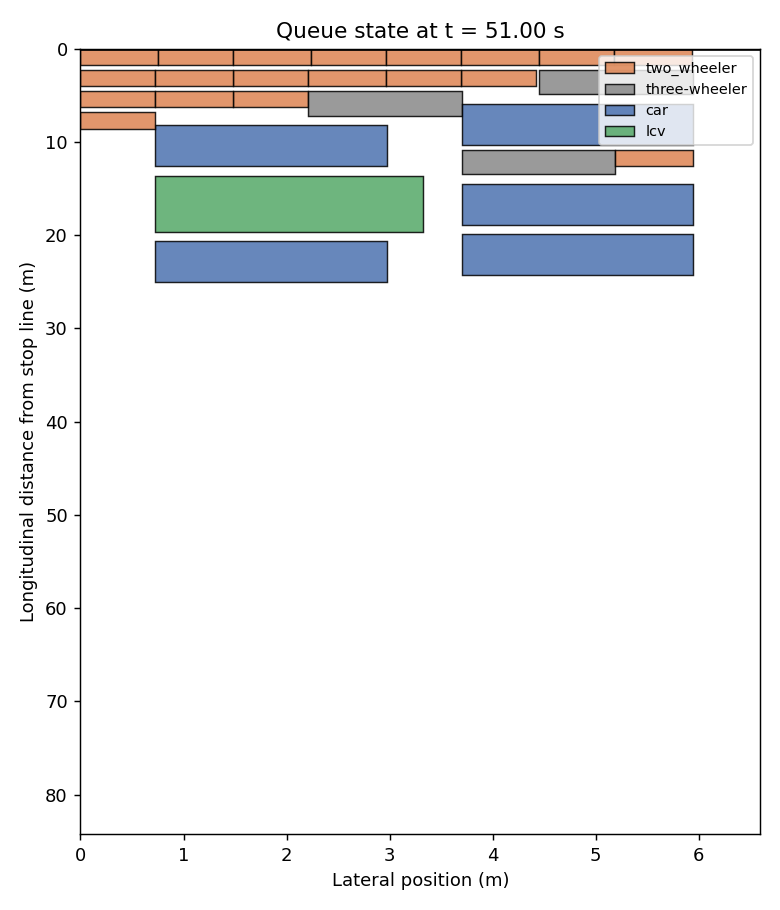 Queue state at t = 51.00 s
two_wheeler
three-wheeler
car
lcv
0
10
20
30
40
50
60
70
80
Longitudinal distance from stop line (m)
0 1 2 3 4 5 6
Lateral position (m)